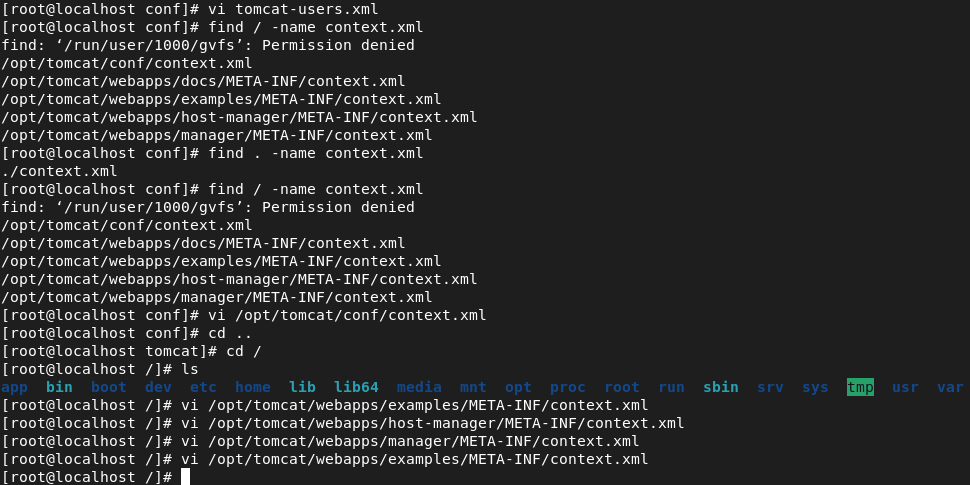 [root@localhost conf]# vi tomcat-users.xml
[root@localhost conf]# find / -name context.xml
find: ‘/run/user/1000/gvfs’: Permission denied
/opt/tomcat/conf/context.xml
/opt/tomcat/webapps/docs/META-INF/context.xml
/opt/tomcat/webapps/examples/META-INF/context.xml
/opt/tomcat/webapps/host-manager/META-INF/context.xml
/opt/tomcat/webapps/manager/META-INF/context.xml
[root@localhost conf]# find . -name context.xml
./context.xml
[root@localhost conf]# find / -name context.xml
find: ‘/run/user/1000/gvfs’: Permission denied
/opt/tomcat/conf/context.xml
/opt/tomcat/webapps/docs/META-INF/context.xml
/opt/tomcat/webapps/examples/META-INF/context.xml
/opt/tomcat/webapps/host-manager/META-INF/context.xml
/opt/tomcat/webapps/manager/META-INF/context.xml
[root@localhost conf]# vi /opt/tomcat/conf/context.xml
[root@localhost conf]# cd ..
[root@localhost tomcat]# cd /
[root@localhost /]# ls
app  bin  boot  dev  etc  home  lib  lib64  media  mnt  opt  proc  root  run  sbin  srv  sys  tmp  usr  var
[root@localhost /]# vi /opt/tomcat/webapps/examples/META-INF/context.xml
[root@localhost /]# vi /opt/tomcat/webapps/host-manager/META-INF/context.xml
[root@localhost /]# vi /opt/tomcat/webapps/manager/META-INF/context.xml
[root@localhost /]# vi /opt/tomcat/webapps/examples/META-INF/context.xml
[root@localhost /]#